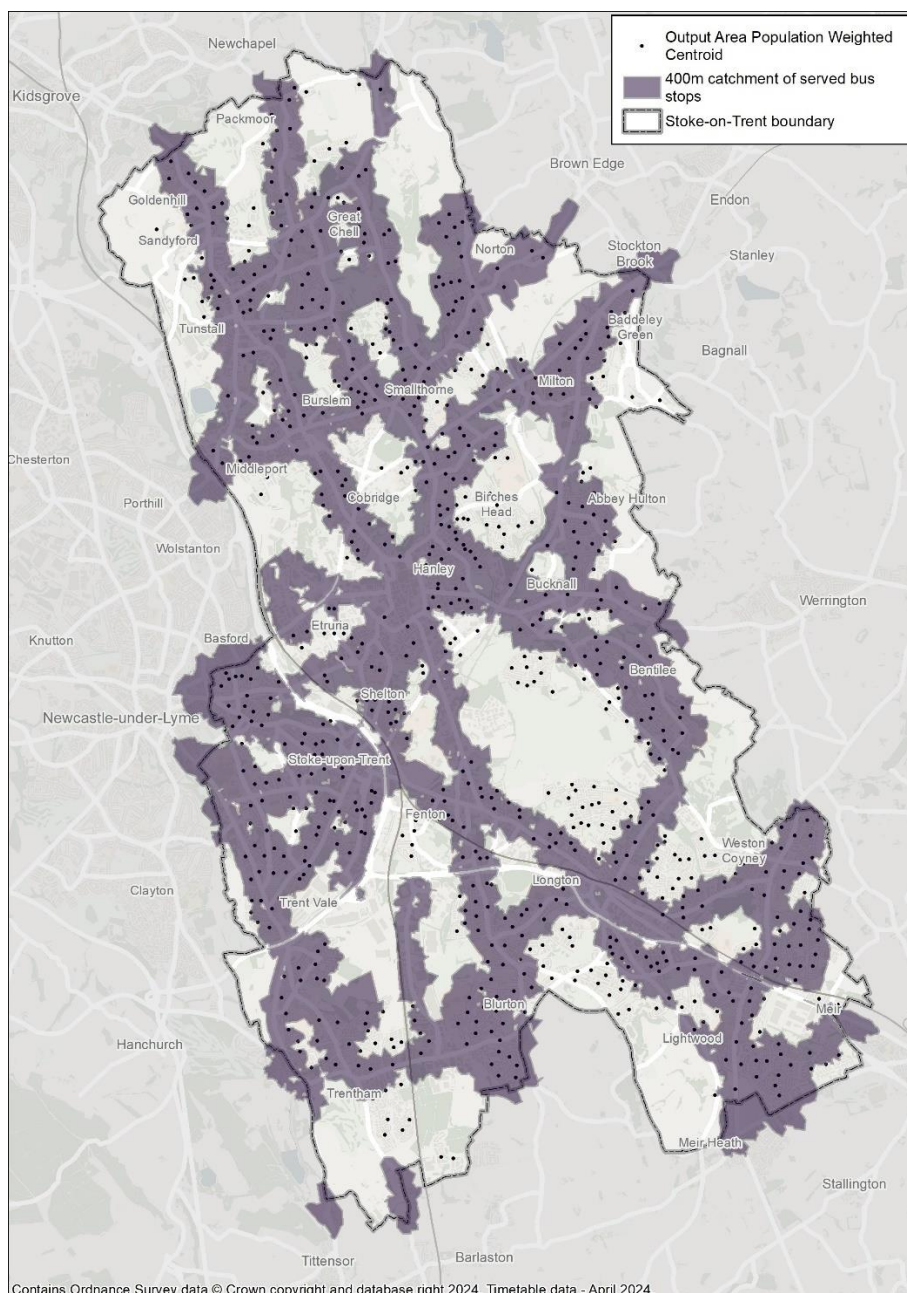 Output Area Population Weighted
Centroid
400m catchment of served bus
stops
Stoke-on-Trent boundary
Newchapel
Kidsgrove
Packmoor
Brown Edge
Goldenhill
Great
Chell
Endon
Sandyford
Norton
Stockton
Brook
Stanley
Tunstall
Baddeley
Green
Bagnall
Smallthorne
Milton
Burslem
Chesterton
Middleport
Porthill
Cobridge
Birches
Head
Abbey Hulton
Wolstanton
Hanley
Bucknall
Werrington
Etruria
Knutton
Basford
Bentilee
Shelton
Newcastle-under-Lyme
Stoke-upon-Trent
Fenton
Weston
Coyney
Clayton
Longton
Trent Vale
Blurton
Meir
Hanchurch
Lightwood
Trentham
Meir Heath
Stallington
Tittensor
Barlaston
Contains Ordnance Survey data © Crown copyright and database right 2024. Timetable data - April 2024